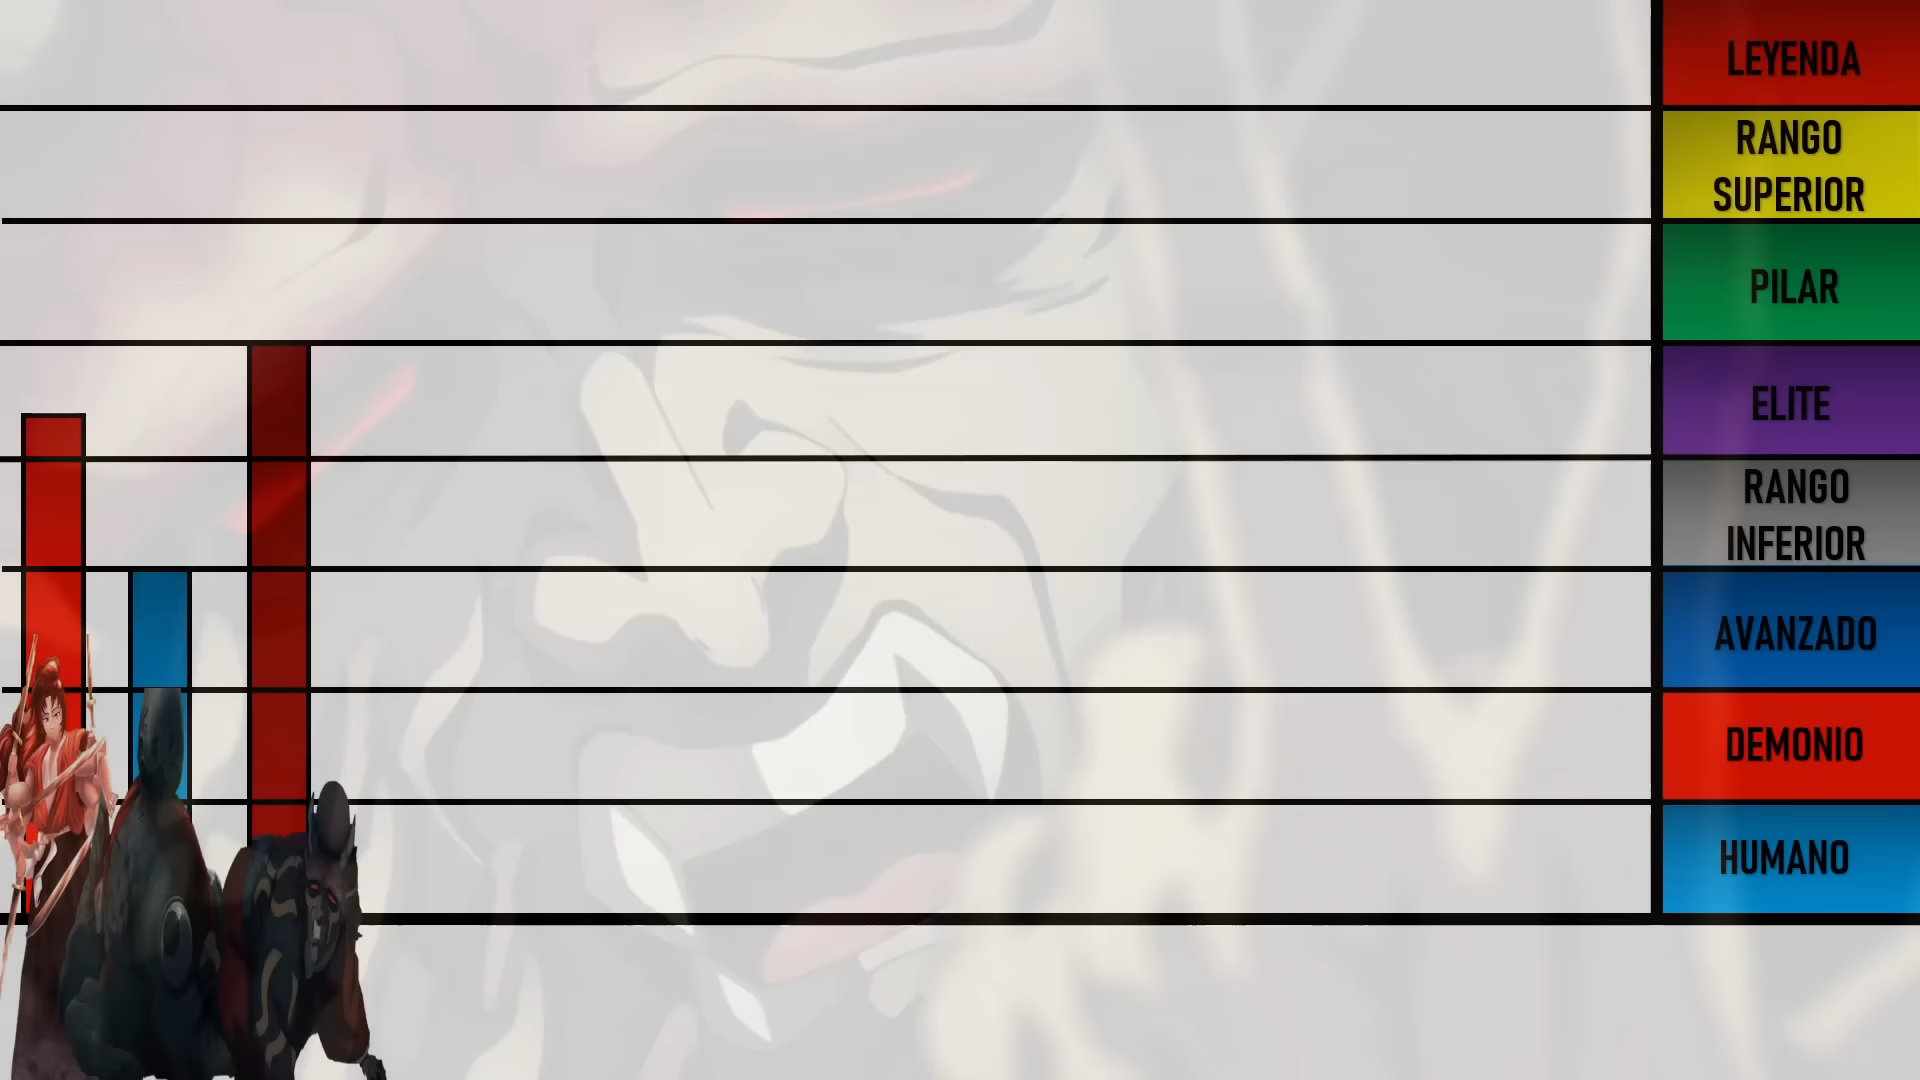 LEYENDA
RANGO
SUPERIOR
PILAR
ELITE
RANGO
INFERIOR
AVANZADO
DEMONIO
HUMANO